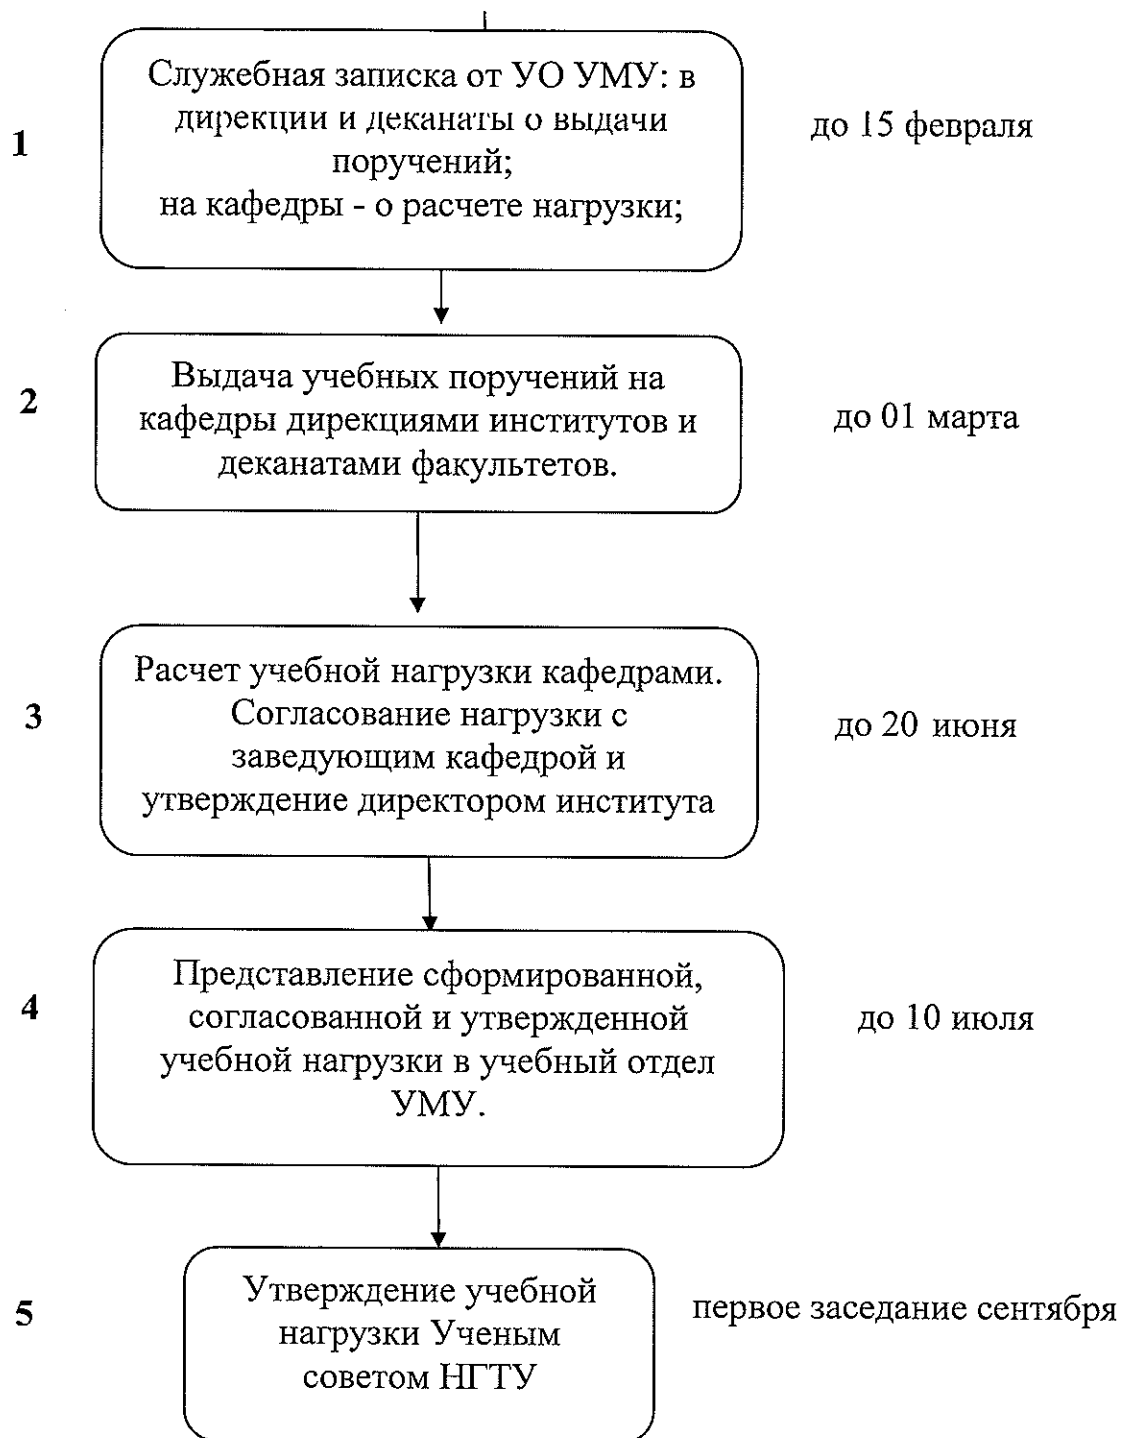 Служебная записка от УО УМУ: в
дирекции и деканаты о выдачи
поручений;
на кафедры - о расчете нагрузки;
1
до 15 февраля
Выдача учебных поручений на
кафедры дирекциями институтов и
деканатами факультетов.
2
до 01 марта
Расчет учебной нагрузки кафедрами.
Согласование нагрузки с
заведующим кафедрой и
утверждение директором института
3
до 20 июня
Представление сформированной,
согласованной и утвержденной
учебной нагрузки в учебный отдел
УМУ.
4
до 10 июля
Утверждение учебной
нагрузки Ученым
советом НГТУ
5
первое заседание сентября